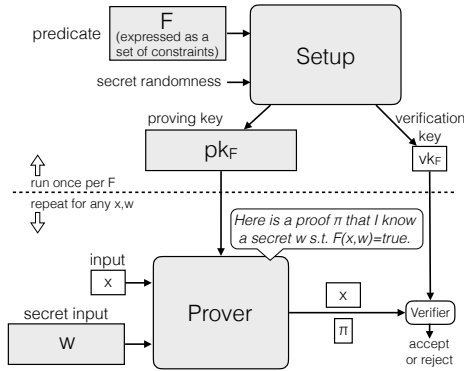 predicate
F
(expressed as a
set of constraints)
secret randomness
Setup
proving key
pkF
verification
key
vkF
run once per F
repeat for any x,w
Here is a proof π that I know
a secret w s.t. F(x,w)=true.
input
x
secret input
w
Prover
x
π
Verifier
accept
or reject